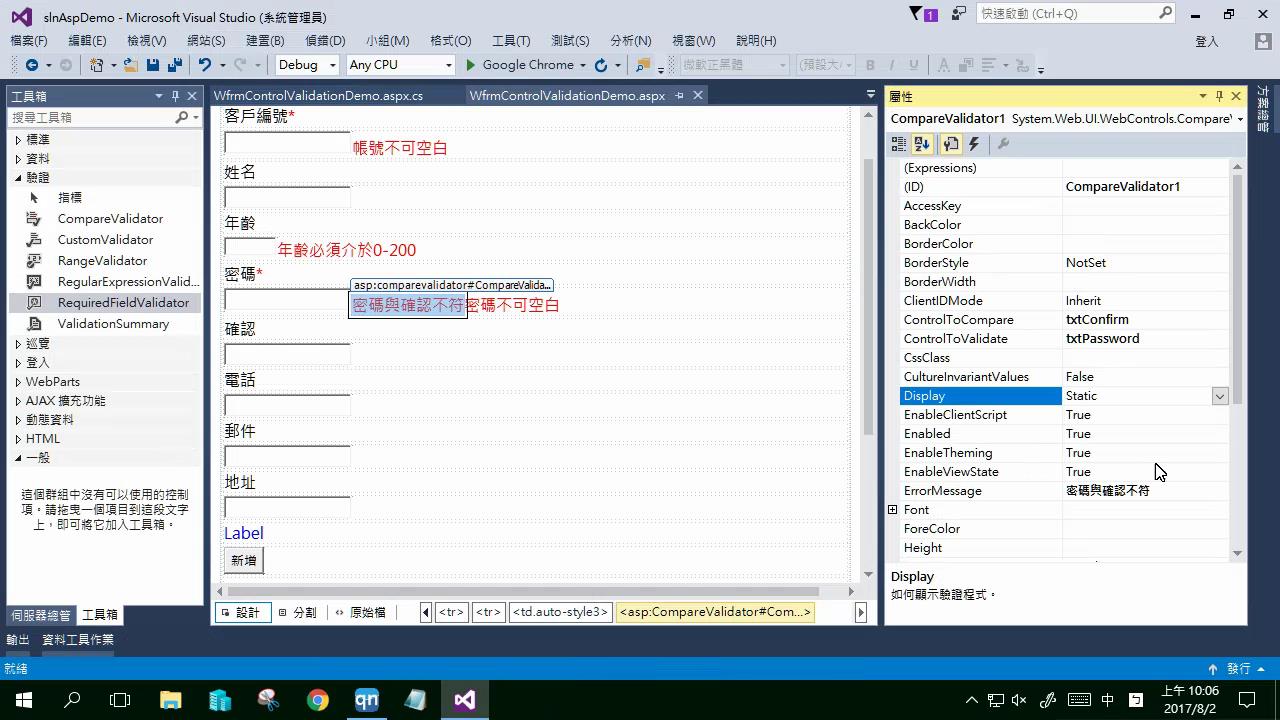 slnAspDemo - Microsoft Visual Studio (系統管理員)
1
快速啟動 (Ctrl+Q)
檔案(F) 編輯(E) 檢視(V) 網站(S) 建置(B) 偵錯(D) 小組(M) 格式(O) 工具(T) 測試(S) 分析(N) 視窗(W) 說明(H)
登入
Debug Any CPU Google Chrome 微軟正黑體 (預設大 B I U
工具箱
搜尋工具箱
標準
資料
驗證
指標
CompareValidator
CustomValidator
RangeValidator
RegularExpressionValid...
RequiredFieldValidator
ValidationSummary
巡覽
登入
WebParts
AJAX 擴充功能
動態資料
HTML
一般
這個群組中沒有可以使用的控制
項。請拖曳一個項目到這段文字
上，即可將它加入工具箱。
伺服器總管 工具箱
輸出 資料工具作業
WfrmControlValidationDemo.aspx.cs WfrmControlValidationDemo.aspx
客戶編號*
帳號不可空白
姓名
年齡
年齡必須介於0-200
密碼*
asp:comparevalidator#CompareValida...
密碼與確認不符密碼不可空白
確認
電話
郵件
地址
Label
新增
設計 分割 原始檔 <tr> <tr> <td.auto-style3> <asp:CompareValidator#Com...>
屬性
CompareValidator1 System.Web.UI.WebControls.Compare
(Expressions)
(ID) CompareValidator1
AccessKey
BackColor
BorderColor
BorderStyle NotSet
BorderWidth
ClientIDMode Inherit
ControlToCompare txtConfirm
ControlToValidate txtPassword
CssClass
CultureInvariantValues False
Display Static
EnableClientScript True
Enabled True
EnableTheming True
EnableViewState True
ErrorMessage 密碼與確認不符
Font
ForeColor
Height
Display
如何顯示驗證程式。
方案總管
就緒
發行
qn
中
上午 10:06
2017/8/2